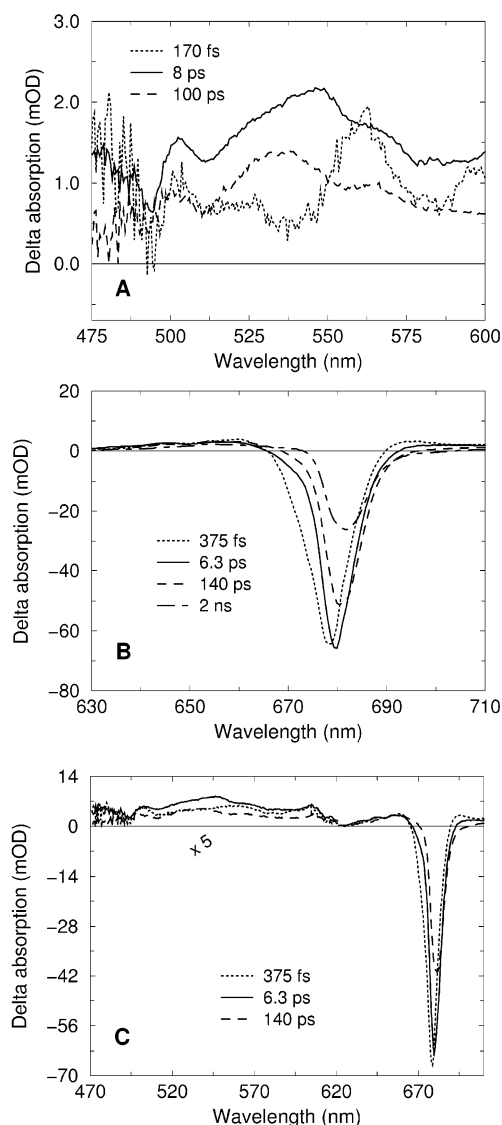 3.0
2.0
1.0
0.0
Delta absorption (mOD)
170 fs
8 ps
100 ps
A
475 500 525 550 575 600
Wavelength (nm)
20
0
−20
−40
−60
−80
Delta absorption (mOD)
375 fs
6.3 ps
140 ps
2 ns
B
630 650 670 690 710
Wavelength (nm)
14
0
−14
−28
−42
−56
−70
Delta absorption (mOD)
x 5
375 fs
6.3 ps
140 ps
C
470 520 570 620 670
Wavelength (nm)